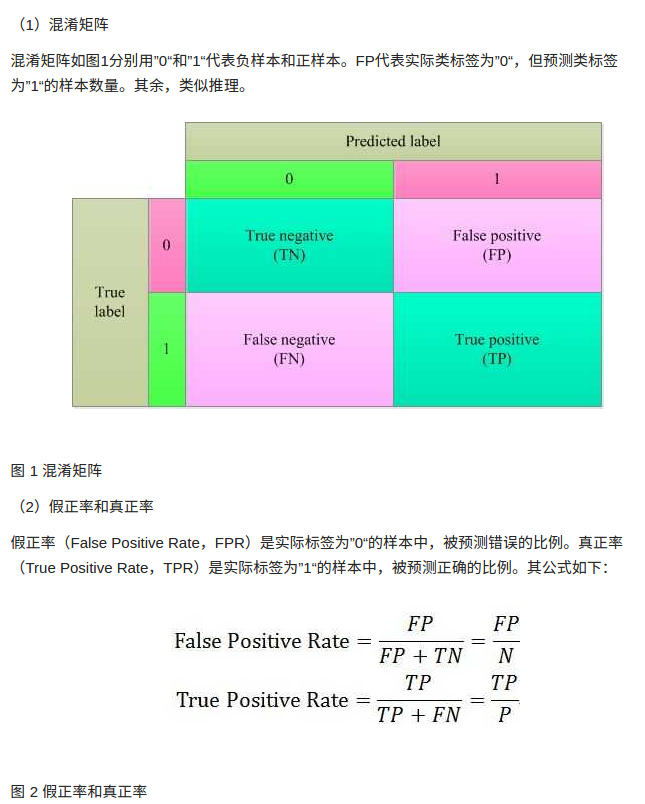 （1）混淆矩阵
混淆矩阵如图1分别用”0“和”1“代表负样本和正样本。FP代表实际类标签为”0“，但预测类标签
为”1“的样本数量。其余，类似推理。
Predicted label
0 1
0 True negative False positive
(TN) (FP)
True
label
1 False negative True positive
(FN) (TP)
图 1 混淆矩阵
（2）假正率和真正率
假正率（False Positive Rate，FPR）是实际标签为”0“的样本中，被预测错误的比例。真正率
（True Positive Rate，TPR）是实际标签为”1“的样本中，被预测正确的比例。其公式如下：
False Positive Rate = FP / FP + TN = FP / N
True Positive Rate = TP / TP + FN = TP / P
图 2 假正率和真正率